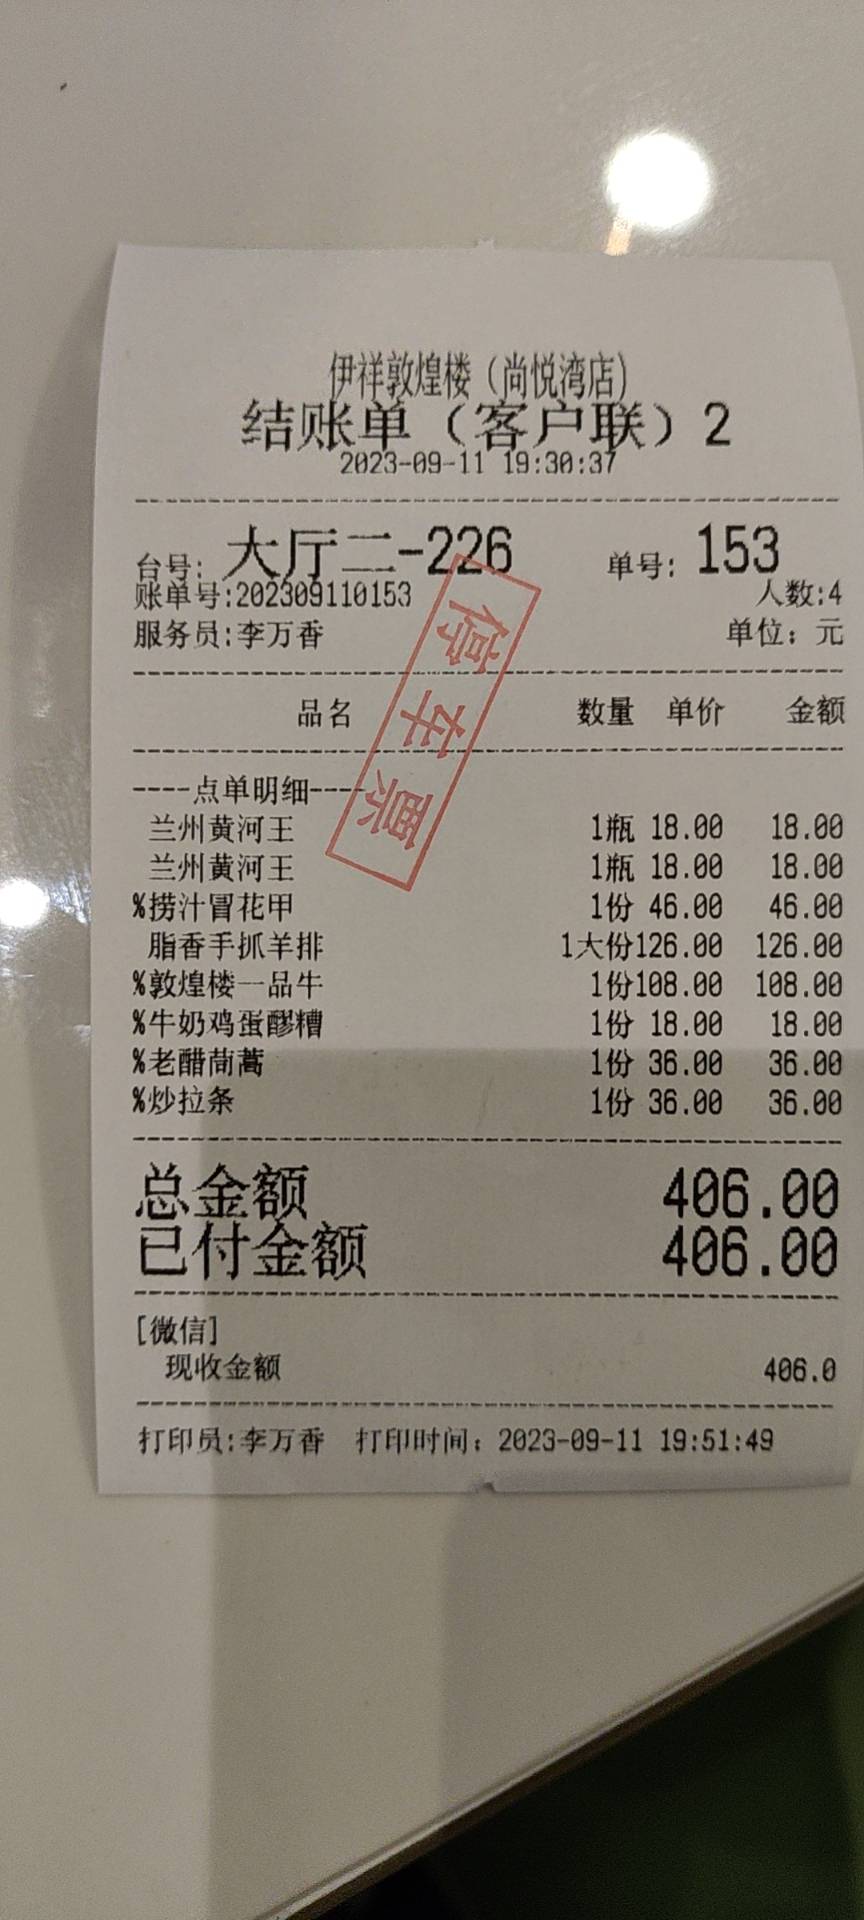 伊祥敦煌楼（尚悦湾店）
结账单（客户联）2
2023-09-11 19:30:37
台号: 大厅二-226 单号: 153
账单号:202309110153 人数:4
服务员:李万香 单位: 元
停车票
品名 数量 单价 金额
----点单明细----
兰州黄河王 1瓶 18.00 18.00
兰州黄河王 1瓶 18.00 18.00
%捞汁冒花甲 1份 46.00 46.00
脂香手抓羊排 1大份126.00 126.00
%敦煌楼一品牛 1份108.00 108.00
%牛奶鸡蛋醪糟 1份 18.00 18.00
%老醋茼蒿 1份 36.00 36.00
%炒拉条 1份 36.00 36.00
总金额 406.00
已付金额 406.00
[微信]
现收金额 406.0
打印员:李万香 打印时间: 2023-09-11 19:51:49